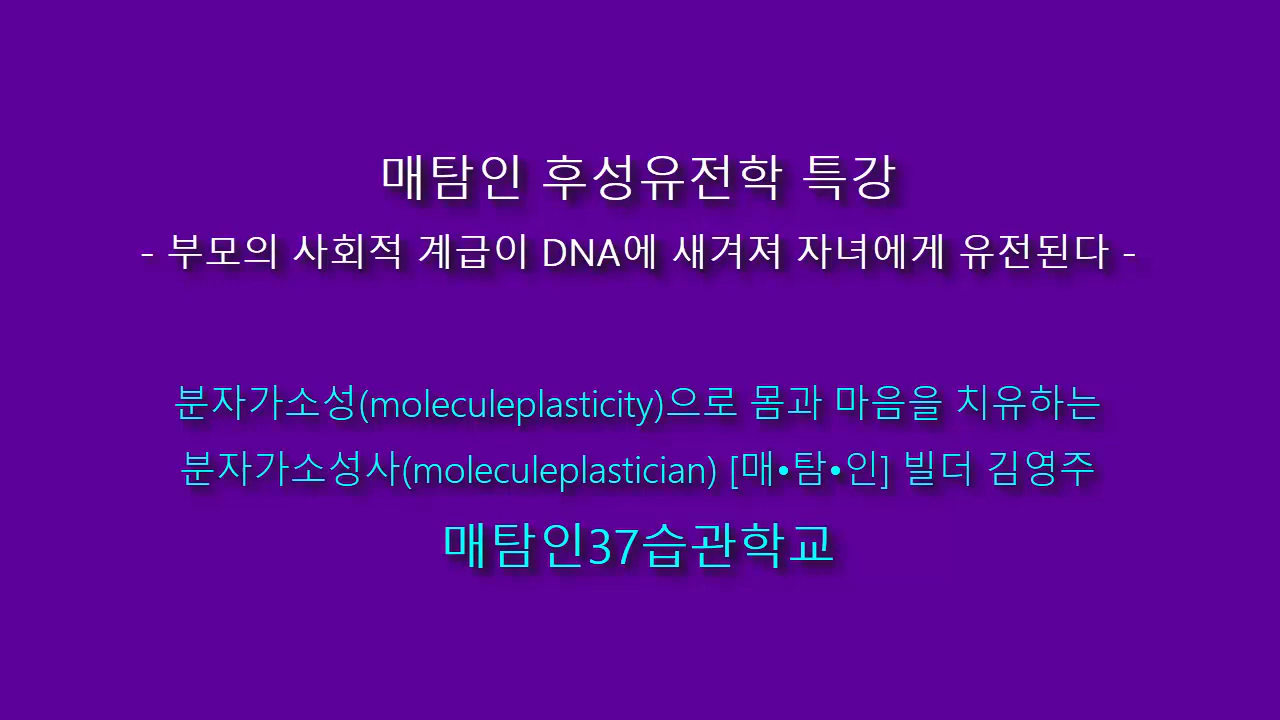 매탐인 후성유전학 특강
- 부모의 사회적 계급이 DNA에 새겨져 자녀에게 유전된다 -
분자가소성(moleculeplasticity)으로 몸과 마음을 치유하는
분자가소성사(moleculeplastician) [매•탐•인] 빌더 김영주
매탐인37습관학교